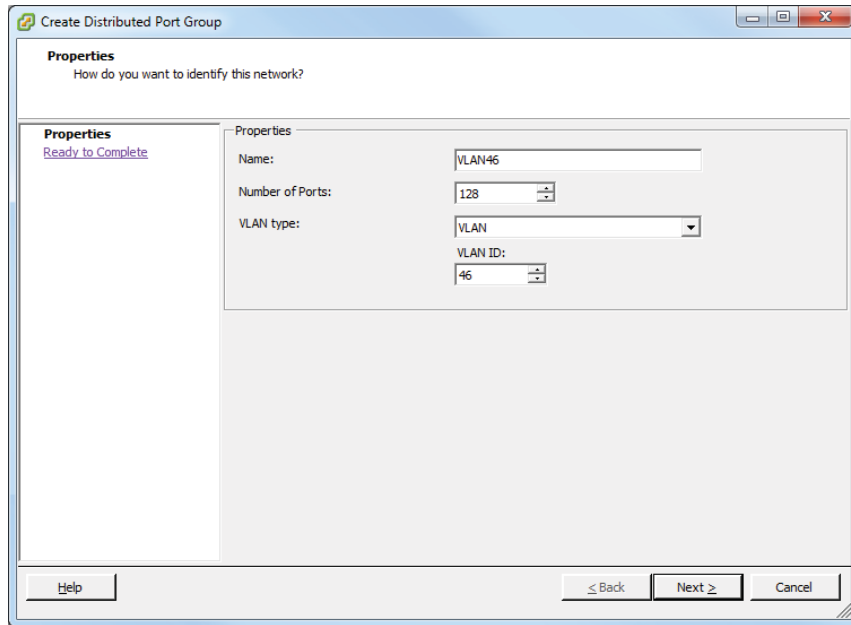 Create Distributed Port Group
Properties
How do you want to identify this network?
Properties
Ready to Complete
Properties
Name:
VLAN46
Number of Ports:
128
VLAN type:
VLAN
VLAN ID:
46
Help
< Back
Next >
Cancel